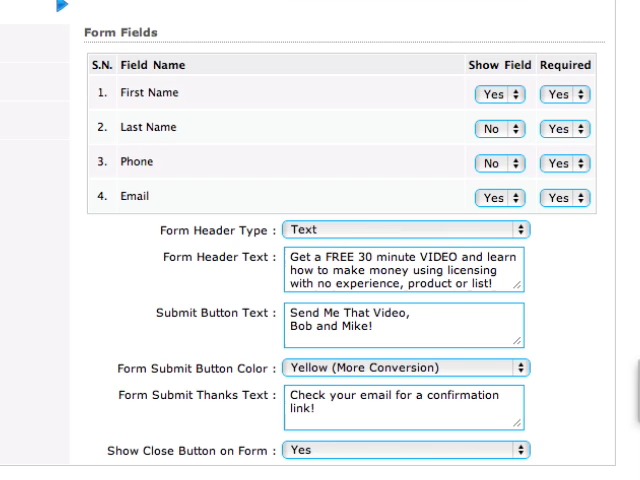 Form Fields
S.N. Field Name Show Field Required
1. First Name Yes Yes
2. Last Name No Yes
3. Phone No Yes
4. Email Yes Yes
Form Header Type : Text
Form Header Text : Get a FREE 30 minute VIDEO and learn
how to make money using licensing
with no experience, product or list!
Submit Button Text : Send Me That Video,
Bob and Mike!
Form Submit Button Color : Yellow (More Conversion)
Form Submit Thanks Text : Check your email for a confirmation
link!
Show Close Button on Form : Yes